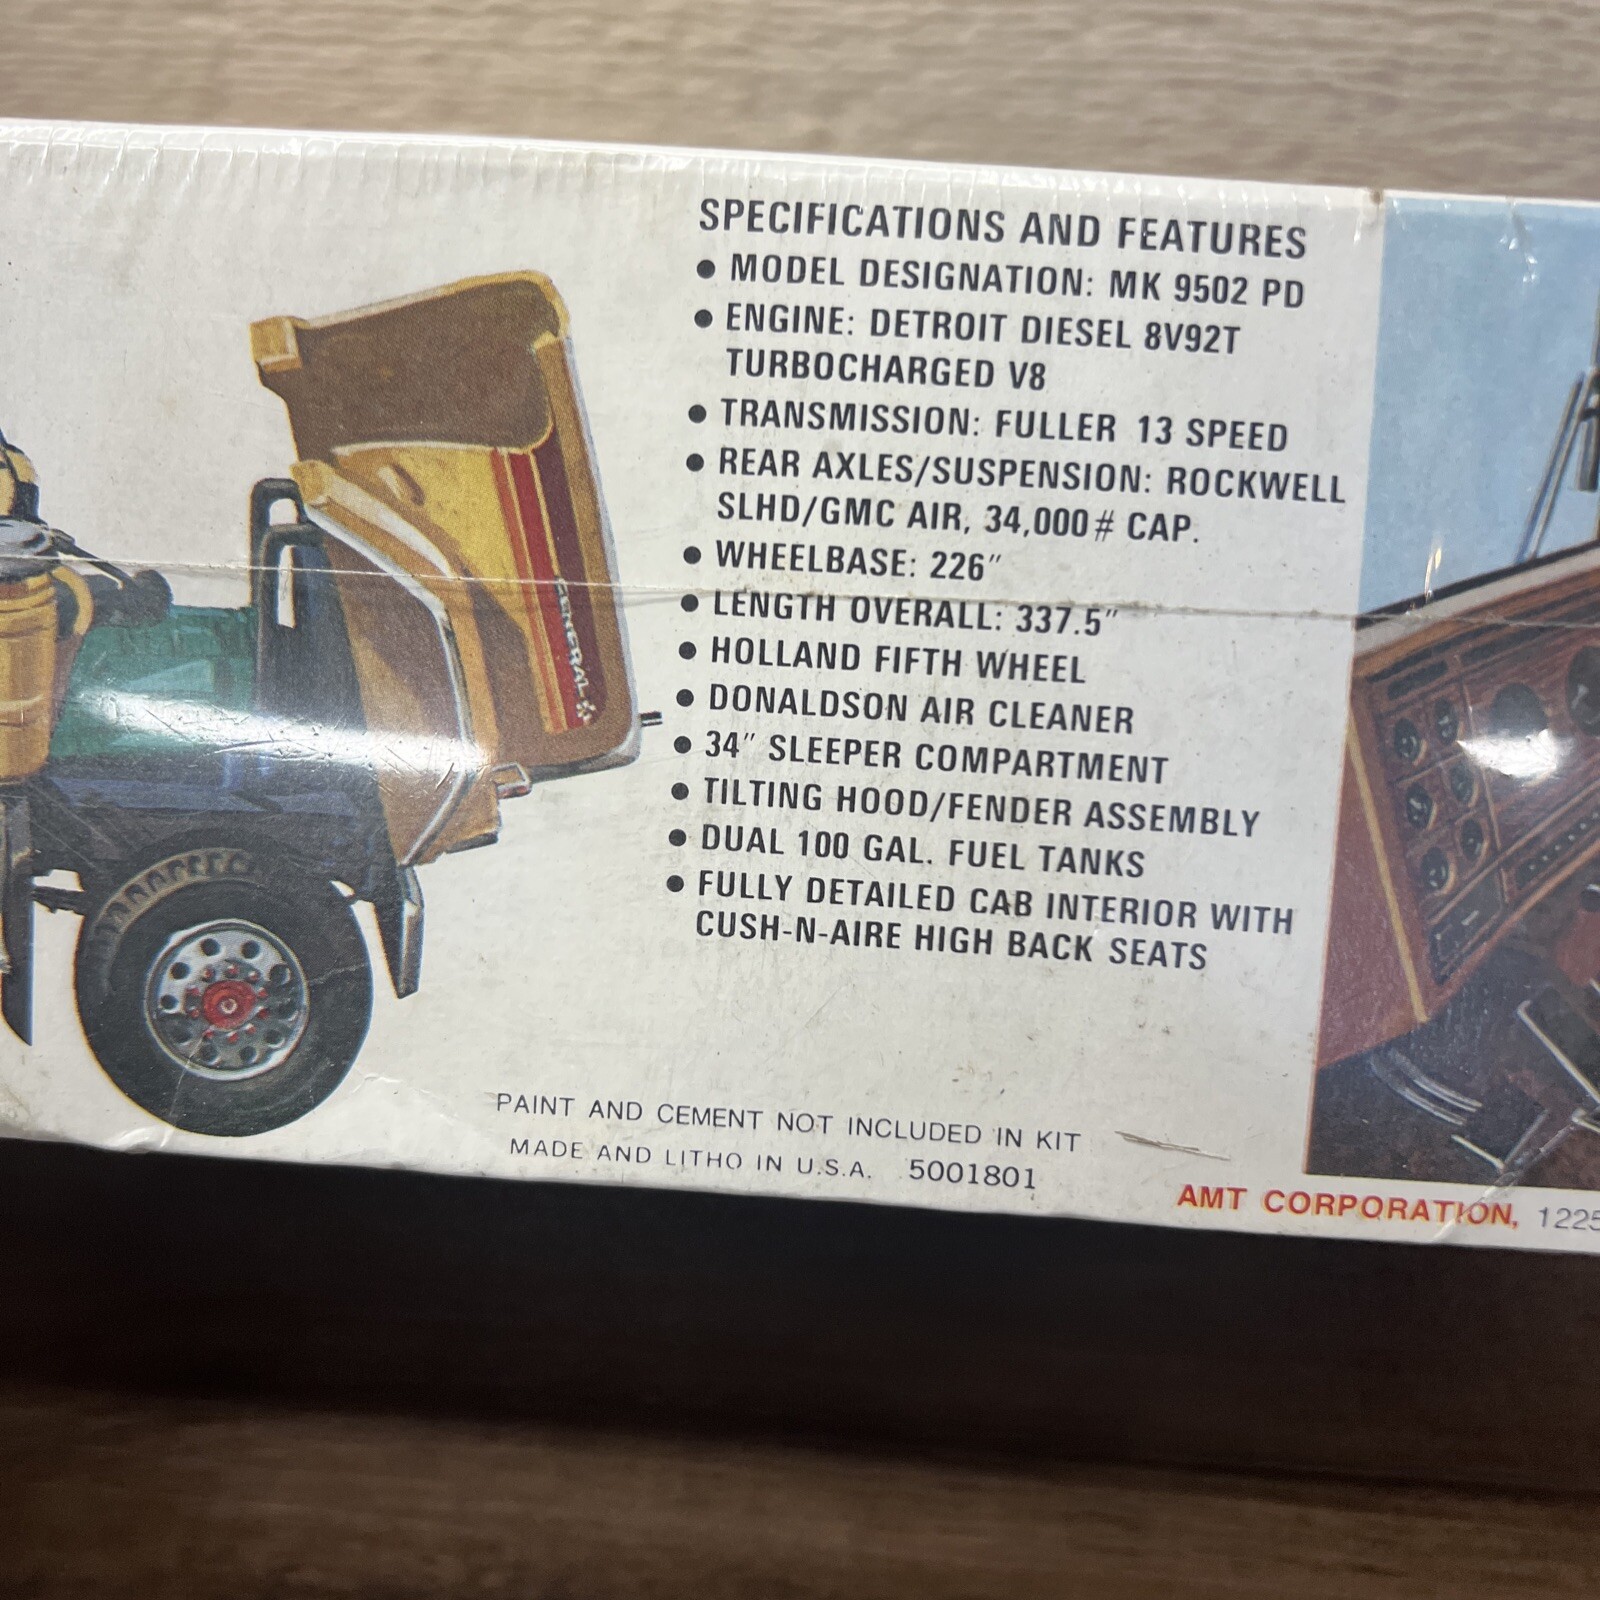 SPECIFICATIONS AND FEATURES
● MODEL DESIGNATION: MK 9502 PD
● ENGINE: DETROIT DIESEL 8V92T
TURBOCHARGED V8
● TRANSMISSION: FULLER 13 SPEED
● REAR AXLES/SUSPENSION: ROCKWELL
SLHD/GMC AIR, 34,000# CAP.
● WHEELBASE: 226"
● LENGTH OVERALL: 337.5"
● HOLLAND FIFTH WHEEL
● DONALDSON AIR CLEANER
● 34" SLEEPER COMPARTMENT
● TILTING HOOD/FENDER ASSEMBLY
● DUAL 100 GAL. FUEL TANKS
● FULLY DETAILED CAB INTERIOR WITH
CUSH-N-AIRE HIGH BACK SEATS
GENERAL
PAINT AND CEMENT NOT INCLUDED IN KIT
MADE AND LITHO IN U.S.A. 5001801
AMT CORPORATION, 1225